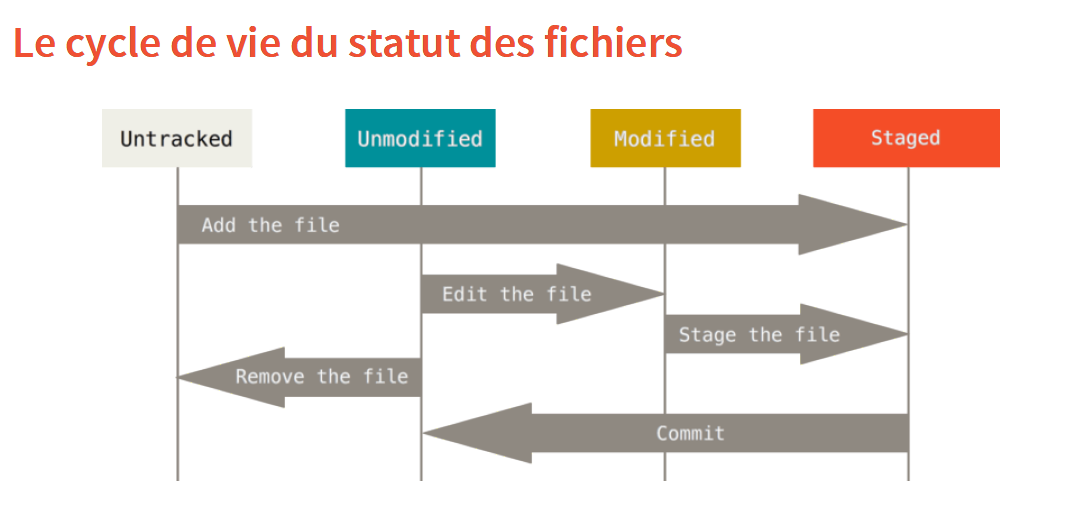 Le cycle de vie du statut des fichiers
Untracked
Unmodified
Modified
Staged
Add the file
Edit the file
Stage the file
Remove the file
Commit